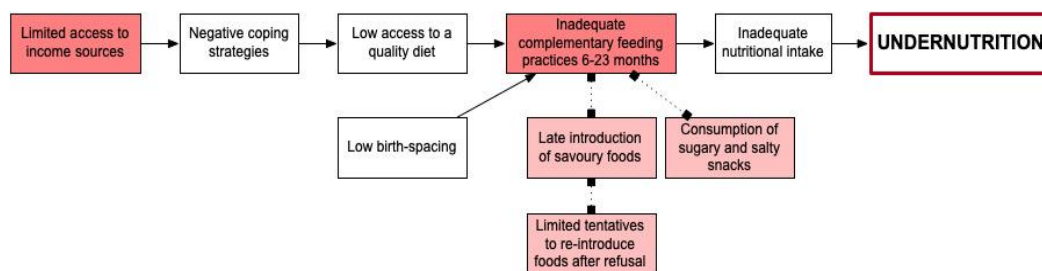 Limited access to
income sources
Negative coping
strategies
Low access to a
quality diet
Inadequate
complementary feeding
practices 6-23 months
Inadequate
nutritional intake
UNDERNUTRITION
Low birth-spacing
Late introduction
of savoury foods
Consumption of
sugary and salty
snacks
Limited tentatives
to re-introduce
foods after refusal